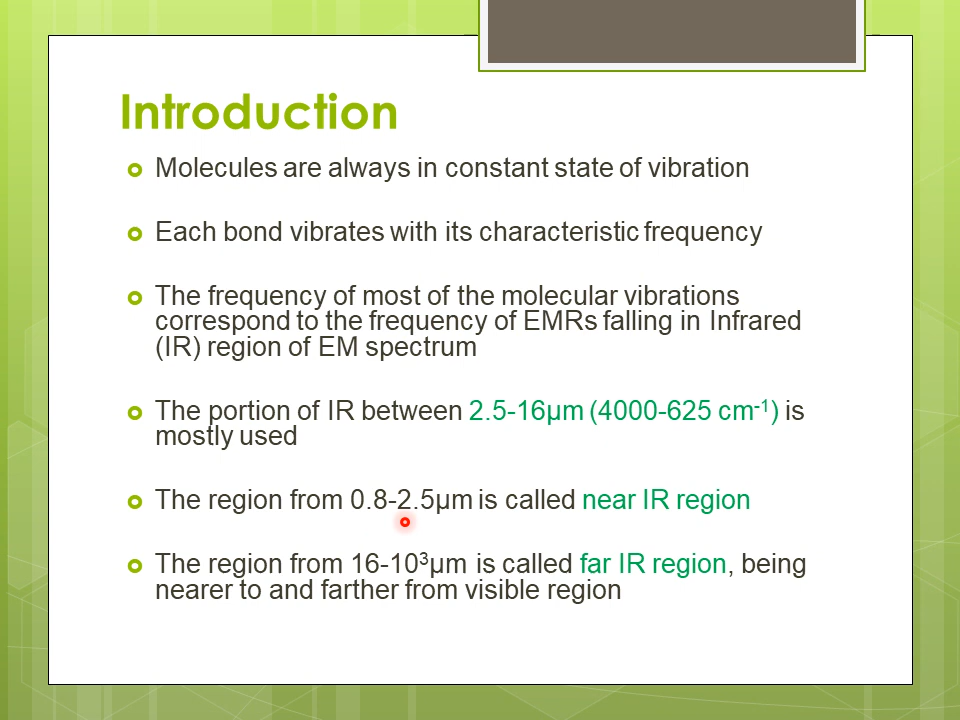 Introduction
Molecules are always in constant state of vibration
Each bond vibrates with its characteristic frequency
The frequency of most of the molecular vibrations
correspond to the frequency of EMRs falling in Infrared
(IR) region of EM spectrum
The portion of IR between 2.5-16µm (4000-625 cm⁻¹) is
mostly used
The region from 0.8-2.5µm is called near IR region
The region from 16-10³µm is called far IR region, being
nearer to and farther from visible region